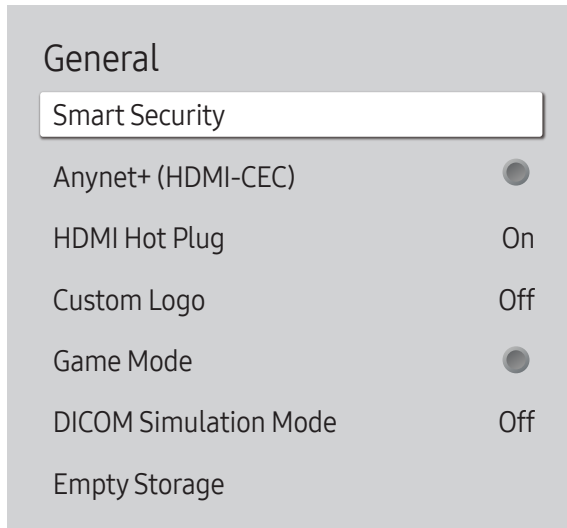 General
Smart Security
Anynet+ (HDMI-CEC)
HDMI Hot Plug On
Custom Logo Off
Game Mode
DICOM Simulation Mode Off
Empty Storage